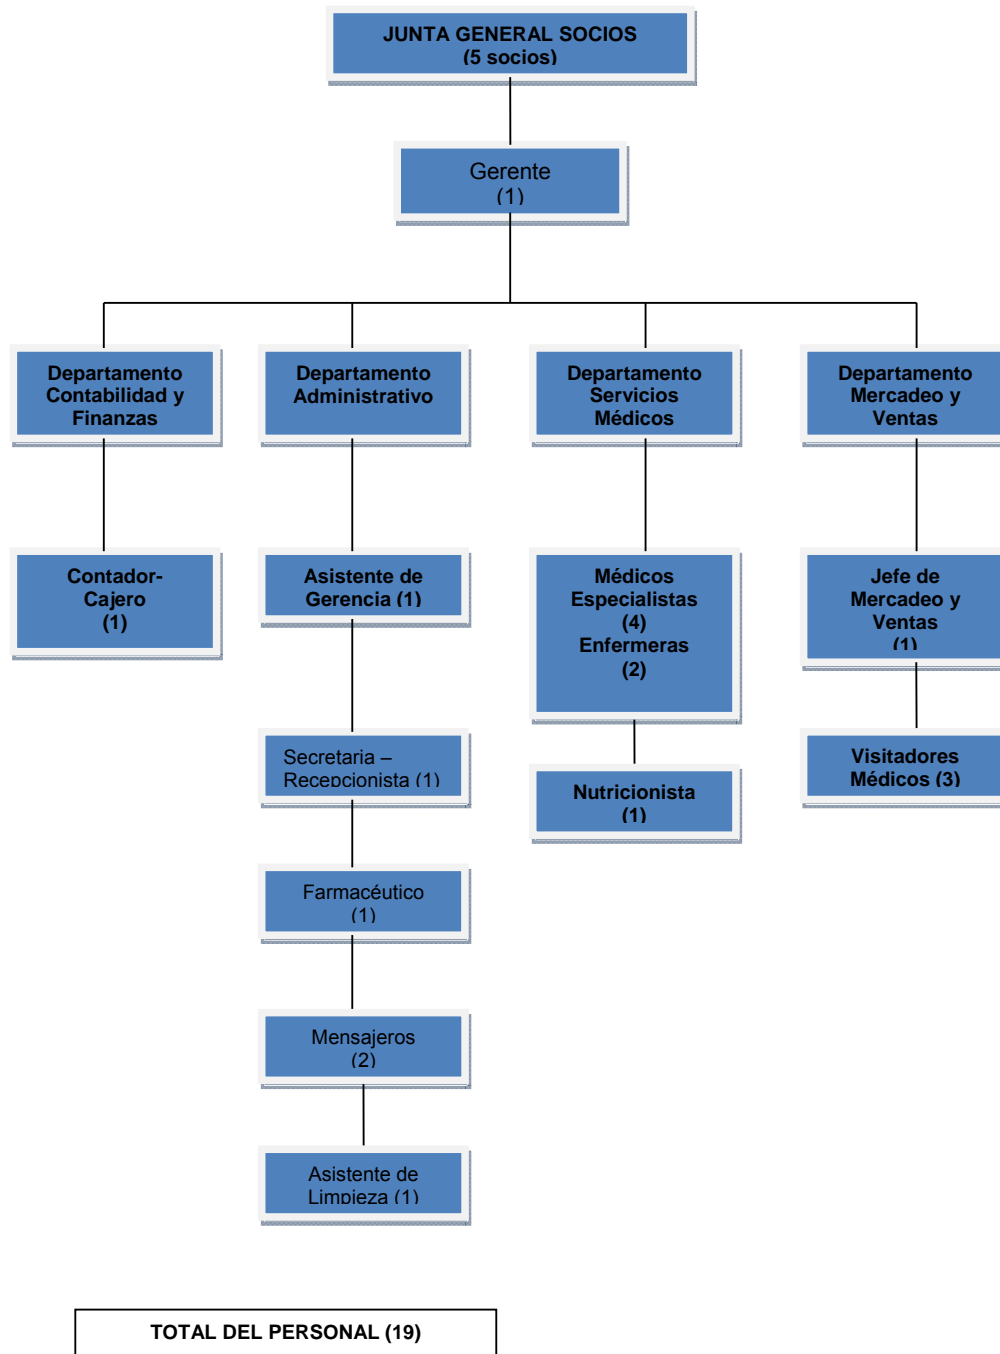 JUNTA GENERAL SOCIOS
(5 socios)
Gerente
(1)
Departamento
Contabilidad y
Finanzas
Departamento
Administrativo
Departamento
Servicios
Médicos
Departamento
Mercadeo y
Ventas
Contador-
Cajero
(1)
Asistente de
Gerencia (1)
Médicos
Especialistas
(4)
Enfermeras
(2)
Jefe de
Mercadeo y
Ventas
(1)
Secretaria –
Recepcionista (1)
Nutricionista
(1)
Visitadores
Médicos (3)
Farmacéutico
(1)
Mensajeros
(2)
Asistente de
Limpieza (1)
TOTAL DEL PERSONAL (19)